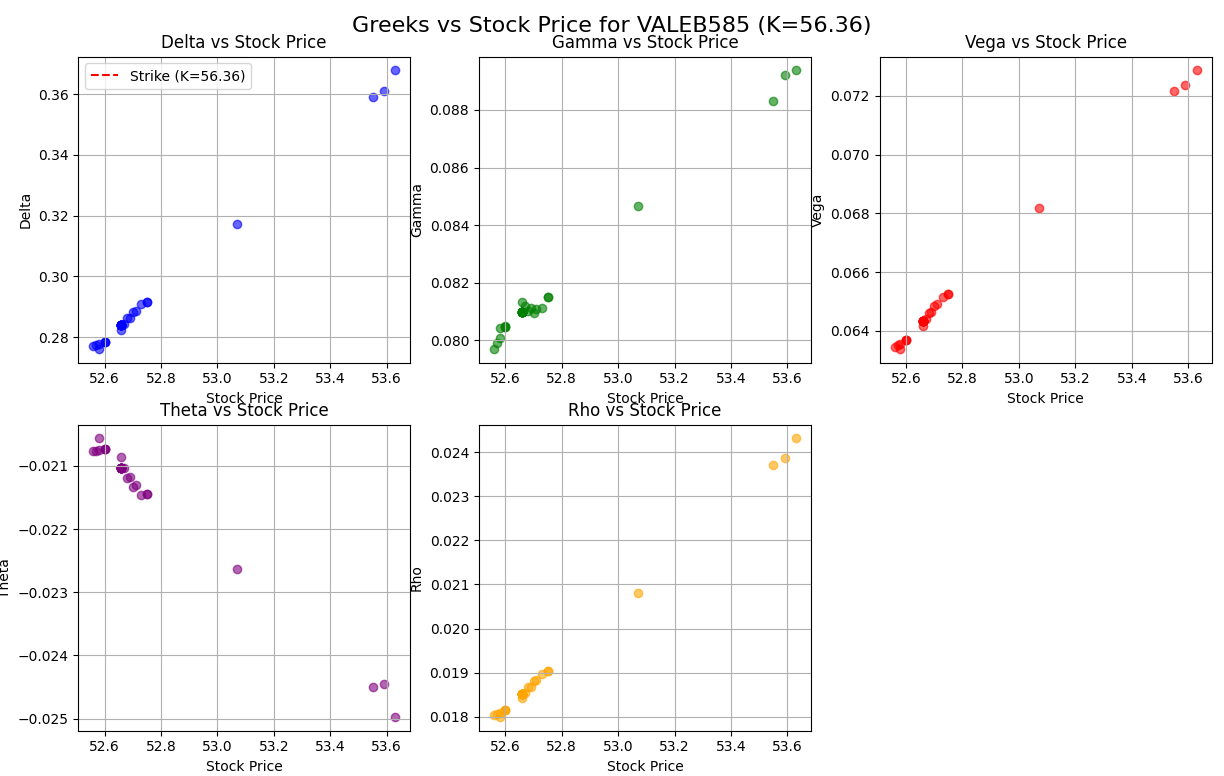 Greeks vs Stock Price for VALEB585 (K=56.36)
Delta vs Stock Price
Strike (K=56.36)
Delta
0.36
0.34
0.32
0.30
0.28
52.6 52.8 53.0 53.2 53.4 53.6
Stock Price
Gamma vs Stock Price
Gamma
0.088
0.086
0.084
0.082
0.080
52.6 52.8 53.0 53.2 53.4 53.6
Stock Price
Vega vs Stock Price
Vega
0.072
0.070
0.068
0.066
0.064
52.6 52.8 53.0 53.2 53.4 53.6
Stock Price
Theta vs Stock Price
Theta
−0.021
−0.022
−0.023
−0.024
−0.025
52.6 52.8 53.0 53.2 53.4 53.6
Stock Price
Rho vs Stock Price
Rho
0.024
0.023
0.022
0.021
0.020
0.019
0.018
52.6 52.8 53.0 53.2 53.4 53.6
Stock Price